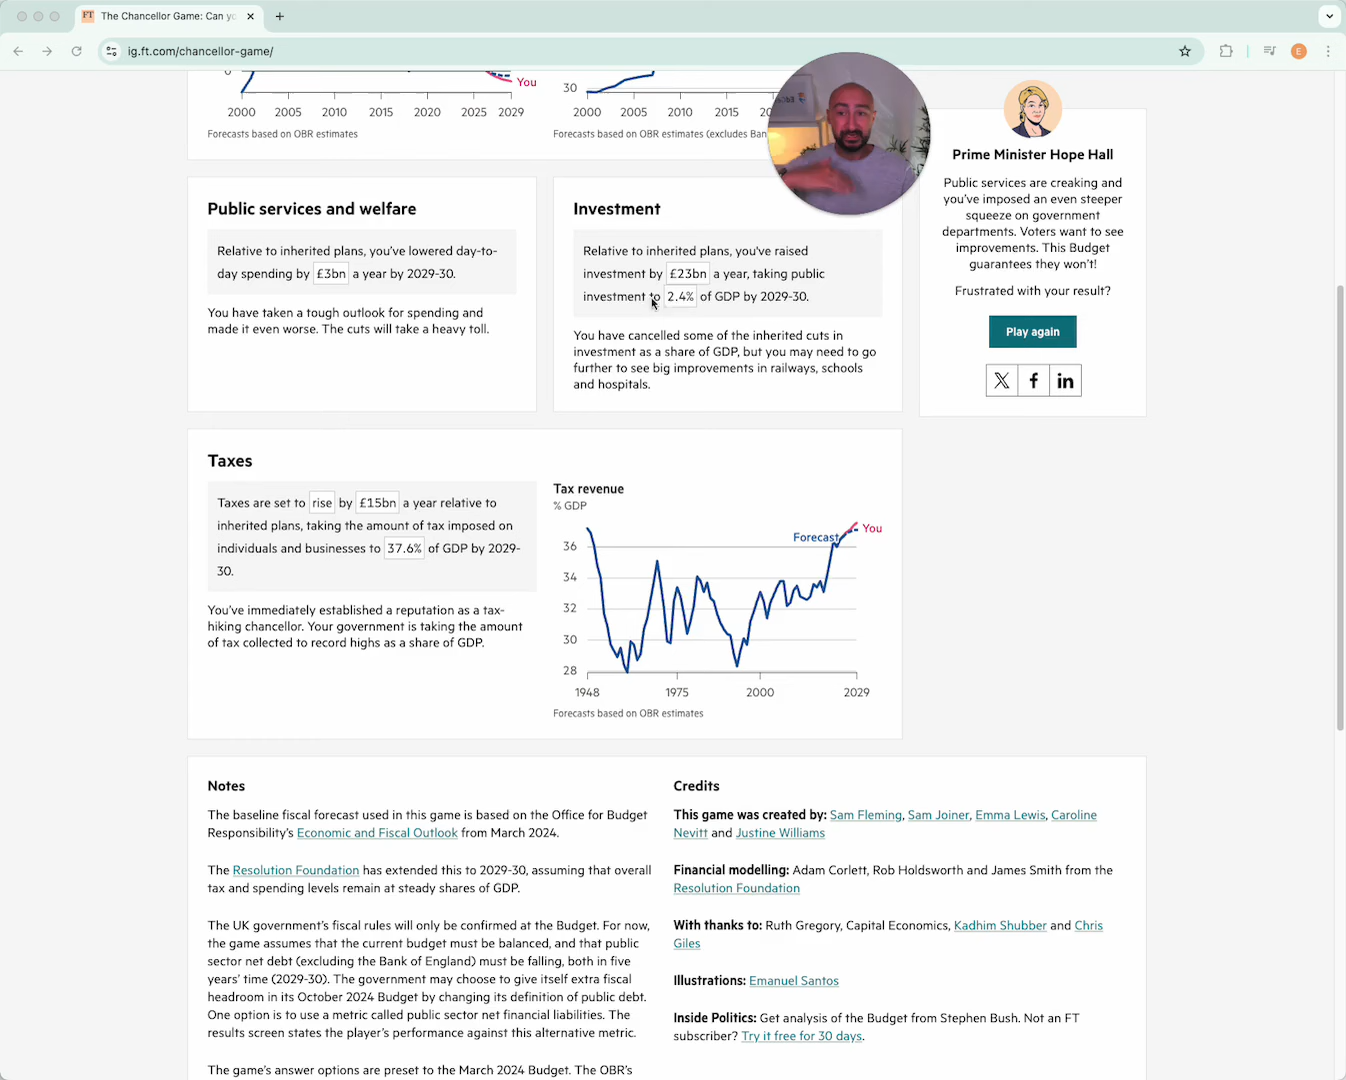 The Chancellor Game: Can yo
ig.ft.com/chancellor-game/
E
0
You
2000 2005 2010 2015 2020 2025 2029
Forecasts based on OBR estimates
30
2000 2005 2010 2015
Forecasts based on OBR estimates (excludes Ban
Public services and welfare
Relative to inherited plans, you've lowered day-to-
day spending by £3bn a year by 2029-30.
You have taken a tough outlook for spending and
made it even worse. The cuts will take a heavy toll.
Investment
Relative to inherited plans, you've raised
investment by £23bn a year, taking public
investment to 2.4% of GDP by 2029-30.
You have cancelled some of the inherited cuts in
investment as a share of GDP, but you may need to go
further to see big improvements in railways, schools
and hospitals.
Prime Minister Hope Hall
Public services are creaking and
you've imposed an even steeper
squeeze on government
departments. Voters want to see
improvements. This Budget
guarantees they won't!
Frustrated with your result?
Play again
Taxes
Taxes are set to rise by £15bn a year relative to
inherited plans, taking the amount of tax imposed on
individuals and businesses to 37.6% of GDP by 2029-
30.
You've immediately established a reputation as a tax-
hiking chancellor. Your government is taking the amount
of tax collected to record highs as a share of GDP.
Tax revenue
% GDP
Forecast
You
36
34
32
30
28
1948 1975 2000 2029
Forecasts based on OBR estimates
Notes
The baseline fiscal forecast used in this game is based on the Office for Budget
Responsibility's Economic and Fiscal Outlook from March 2024.
The Resolution Foundation has extended this to 2029-30, assuming that overall
tax and spending levels remain at steady shares of GDP.
The UK government's fiscal rules will only be confirmed at the Budget. For now,
the game assumes that the current budget must be balanced, and that public
sector net debt (excluding the Bank of England) must be falling, both in five
years' time (2029-30). The government may choose to give itself extra fiscal
headroom in its October 2024 Budget by changing its definition of public debt.
One option is to use a metric called public sector net financial liabilities. The
results screen states the player's performance against this alternative metric.
The game's answer options are preset to the March 2024 Budget. The OBR's
Credits
This game was created by: Sam Fleming, Sam Joiner, Emma Lewis, Caroline
Nevitt and Justine Williams
Financial modelling: Adam Corlett, Rob Holdsworth and James Smith from the
Resolution Foundation
With thanks to: Ruth Gregory, Capital Economics, Kadhim Shubber and Chris
Giles
Illustrations: Emanuel Santos
Inside Politics: Get analysis of the Budget from Stephen Bush. Not an FT
subscriber? Try it free for 30 days.